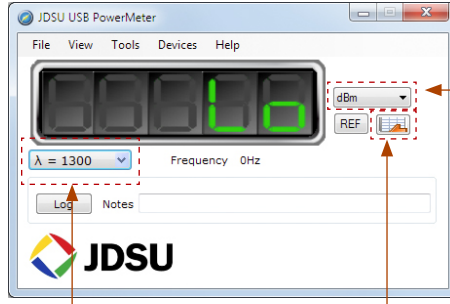 JDSU USB PowerMeter
File View Tools Devices Help
Lo
dBm
REF
λ = 1300 Frequency 0Hz
Log Notes
JDSU